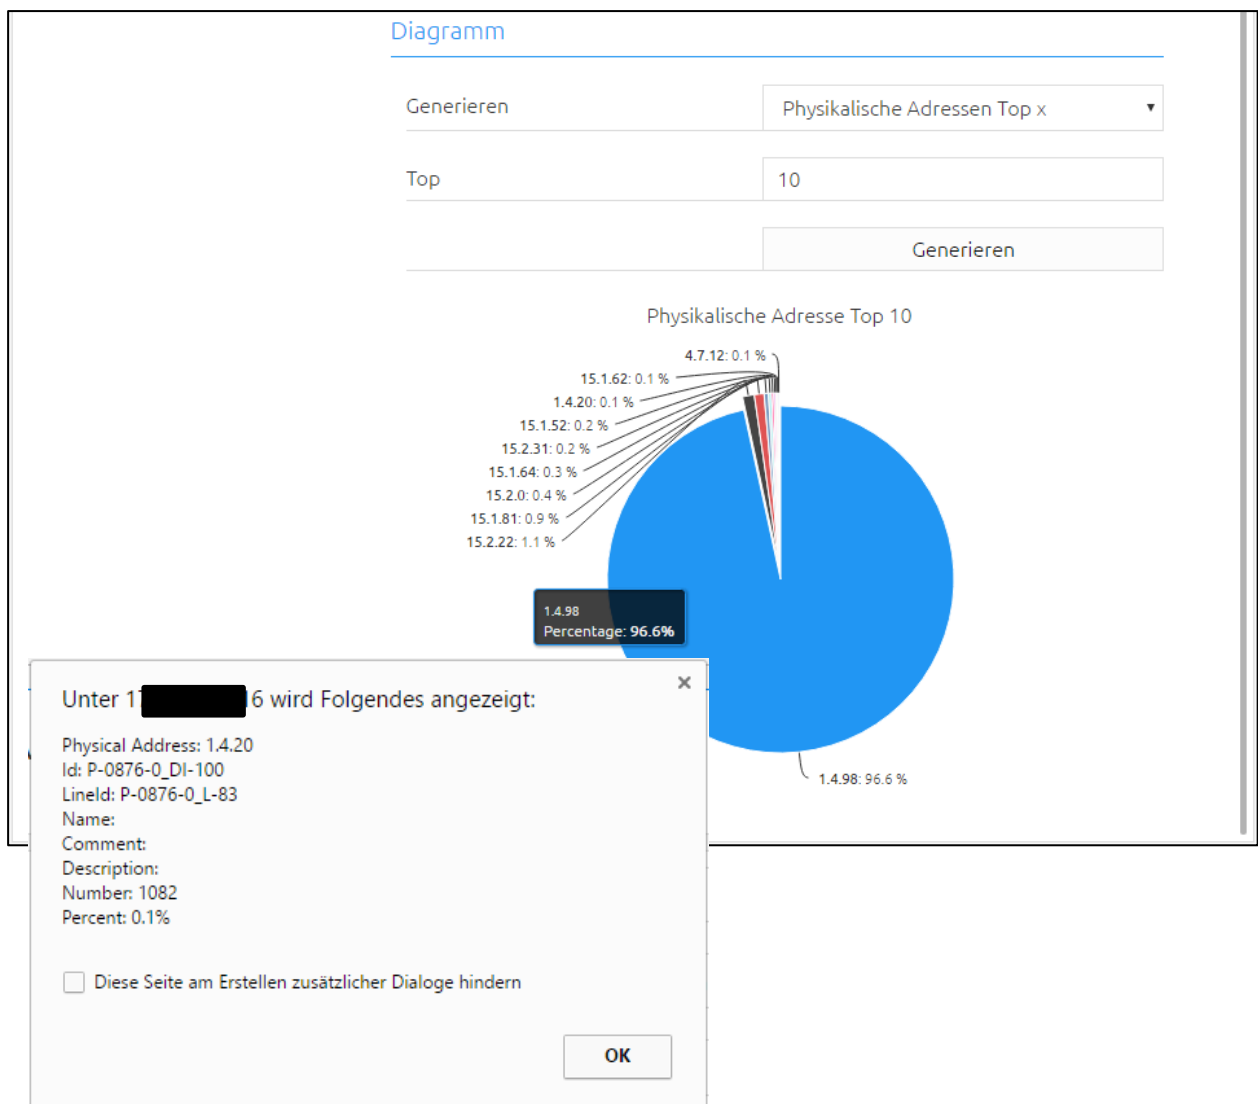 Diagramm
Generieren
Physikalische Adressen Top x
Top
10
Generieren
Physikalische Adresse Top 10
4.7.12: 0.1 %
15.1.62: 0.1 %
1.4.20: 0.1 %
15.1.52: 0.2 %
15.2.31: 0.2 %
15.1.64: 0.3 %
15.2.0: 0.4 %
15.1.81: 0.9 %
15.2.22: 1.1 %
1.4.98
Percentage: 96.6%
1.4.98: 96.6 %
Unter 1 6 wird Folgendes angezeigt:
Physical Address: 1.4.20
Id: P-0876-0_DI-100
LineId: P-0876-0_L-83
Name:
Comment:
Description:
Number: 1082
Percent: 0.1%
Diese Seite am Erstellen zusätzlicher Dialoge hindern
OK